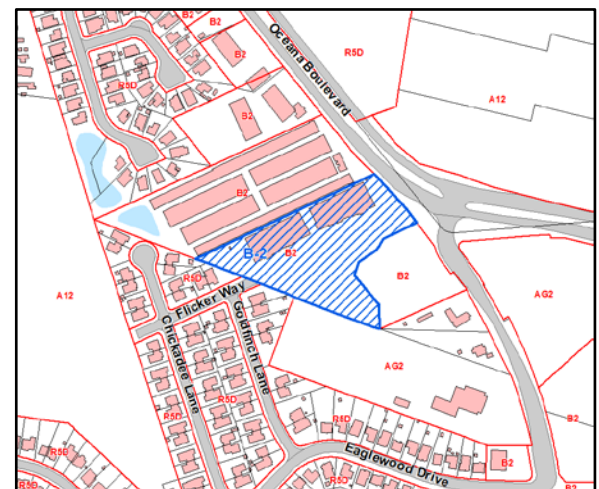 B2
B2
B2
Oceana Boulevard
R5D
A12
R5D
B2
B2
B-2
B2
B2
A12
R5D
Flicker Way
Chickadee Lane
Goldfinch Lane
AG2
AG2
R5D
R5D
R5D
R5D
Eaglewood Drive
B2
B2
R5D
B2